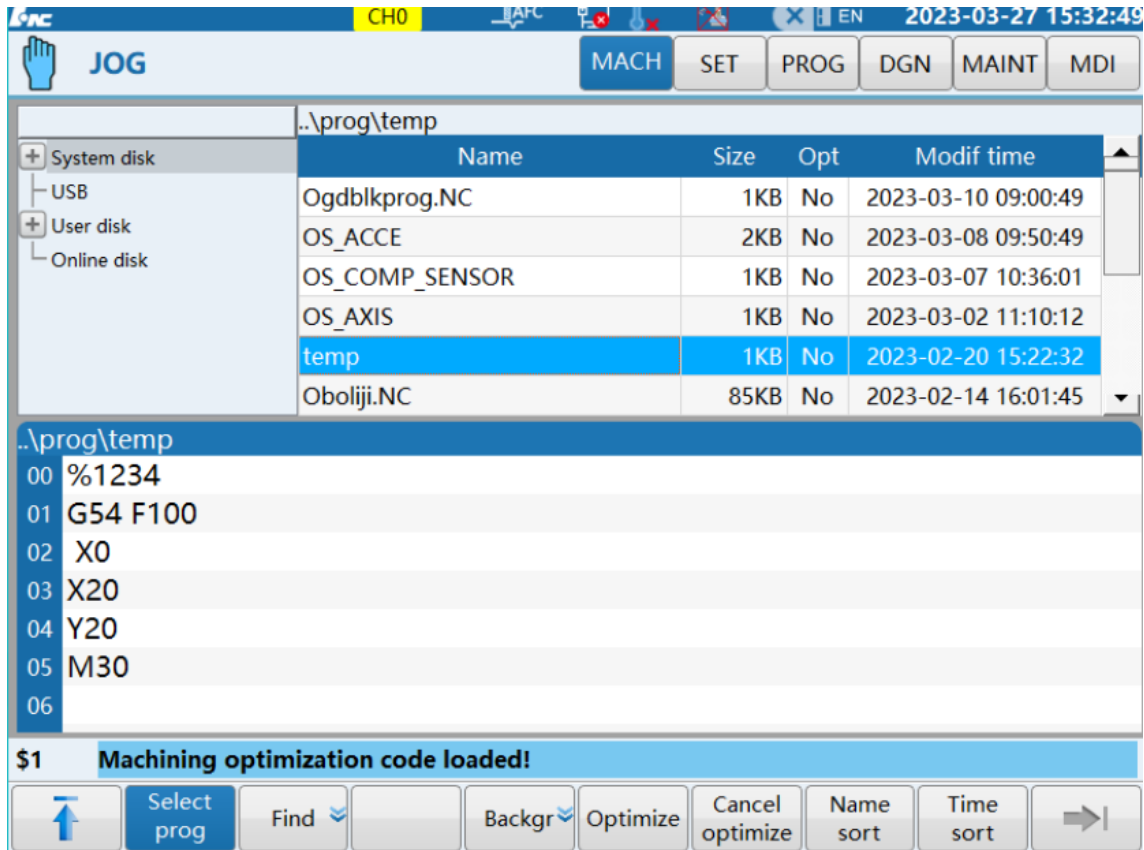 CH0 AFC EN 2023-03-27 15:32:49
JOG MACH SET PROG DGN MAINT MDI
..\prog\temp
System disk
USB
User disk
Online disk
Name Size Opt Modif time
Ogdblkprog.NC 1KB No 2023-03-10 09:00:49
OS_ACCE 2KB No 2023-03-08 09:50:49
OS_COMP_SENSOR 1KB No 2023-03-07 10:36:01
OS_AXIS 1KB No 2023-03-02 11:10:12
temp 1KB No 2023-02-20 15:22:32
Oboliji.NC 85KB No 2023-02-14 16:01:45
..\prog\temp
00 %1234
01 G54 F100
02 X0
03 X20
04 Y20
05 M30
06
$1 Machining optimization code loaded!
Select prog
Find
Backgr
Optimize
Cancel optimize
Name sort
Time sort